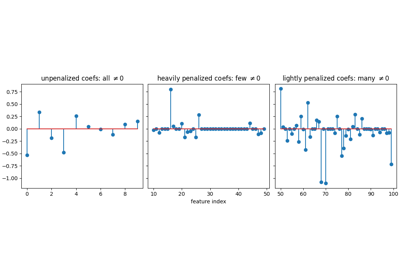 unpenalized coefs: all ≠0
heavily penalized coefs: few ≠0
lightly penalized coefs: many ≠0
0.75
0.50
0.25
0.00
−0.25
−0.50
−0.75
−1.00
0 2 4 6 8
10 20 30 40 50
50 60 70 80 90 100
feature index